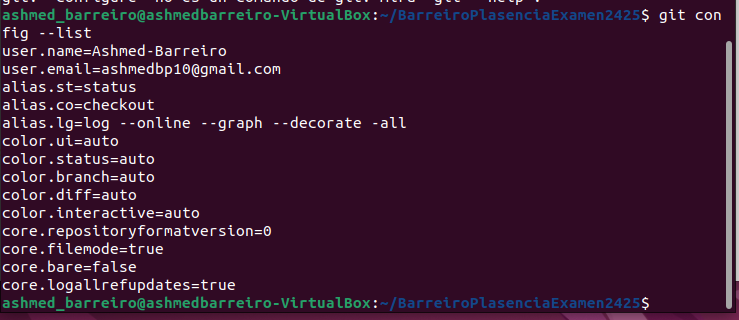 ashmed_barreiro@ashmedbarreiro-VirtualBox:~/BarreiroPlasenciaExamen2425$ git con
fig --list
user.name=Ashmed-Barreiro
user.email=ashmedbp10@gmail.com
alias.st=status
alias.co=checkout
alias.lg=log --online --graph --decorate -all
color.ui=auto
color.status=auto
color.branch=auto
color.diff=auto
color.interactive=auto
core.repositoryformatversion=0
core.filemode=true
core.bare=false
core.logallrefupdates=true
ashmed_barreiro@ashmedbarreiro-VirtualBox:~/BarreiroPlasenciaExamen2425$